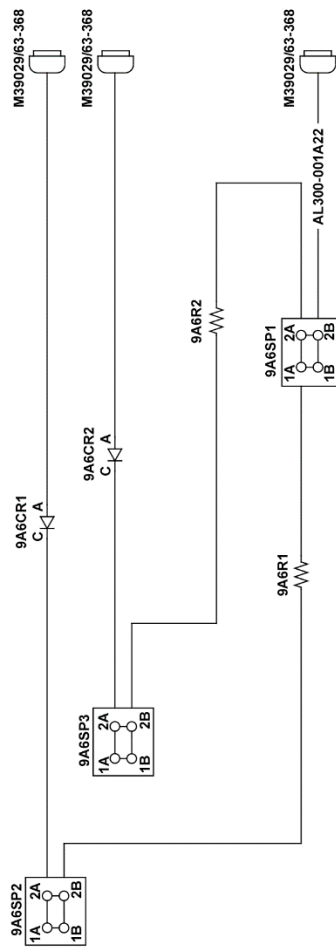 9A6SP2
1A 2A
1B 2B
9A6CR1
C A
M39029/63-368
9A6SP3
1A 2A
1B 2B
9A6CR2
C A
M39029/63-368
9A6R2
9A6R1
9A6SP1
1A 2A
1B 2B
AL300-001A22
M39029/63-368